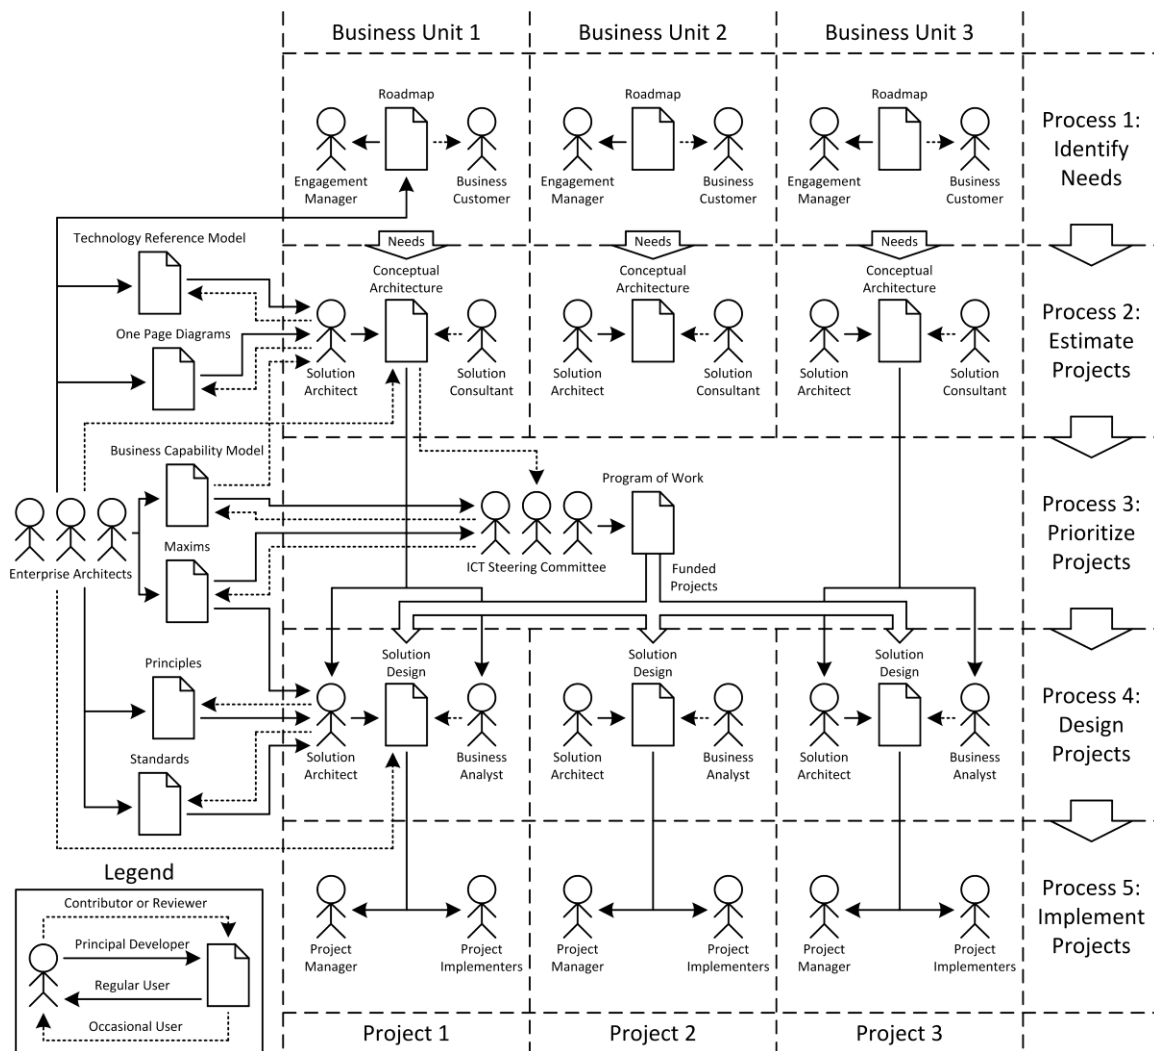 Business Unit 1
Business Unit 2
Business Unit 3
Roadmap
Engagement
Manager
Business
Customer
Roadmap
Engagement
Manager
Business
Customer
Roadmap
Engagement
Manager
Business
Customer
Process 1:
Identify
Needs
Needs
Needs
Needs
Technology Reference Model
One Page Diagrams
Conceptual
Architecture
Solution
Architect
Solution
Consultant
Conceptual
Architecture
Solution
Architect
Solution
Consultant
Conceptual
Architecture
Solution
Architect
Solution
Consultant
Process 2:
Estimate
Projects
Business Capability Model
Maxims
Enterprise Architects
ICT Steering Committee
Program of Work
Funded
Projects
Process 3:
Prioritize
Projects
Principles
Standards
Solution
Design
Solution
Architect
Business
Analyst
Solution
Design
Solution
Architect
Business
Analyst
Solution
Design
Solution
Architect
Business
Analyst
Process 4:
Design
Projects
Project
Manager
Project
Implementers
Project
Manager
Project
Implementers
Project
Manager
Project
Implementers
Process 5:
Implement
Projects
Legend
Contributor or Reviewer
Principal Developer
Regular User
Occasional User
Project 1
Project 2
Project 3